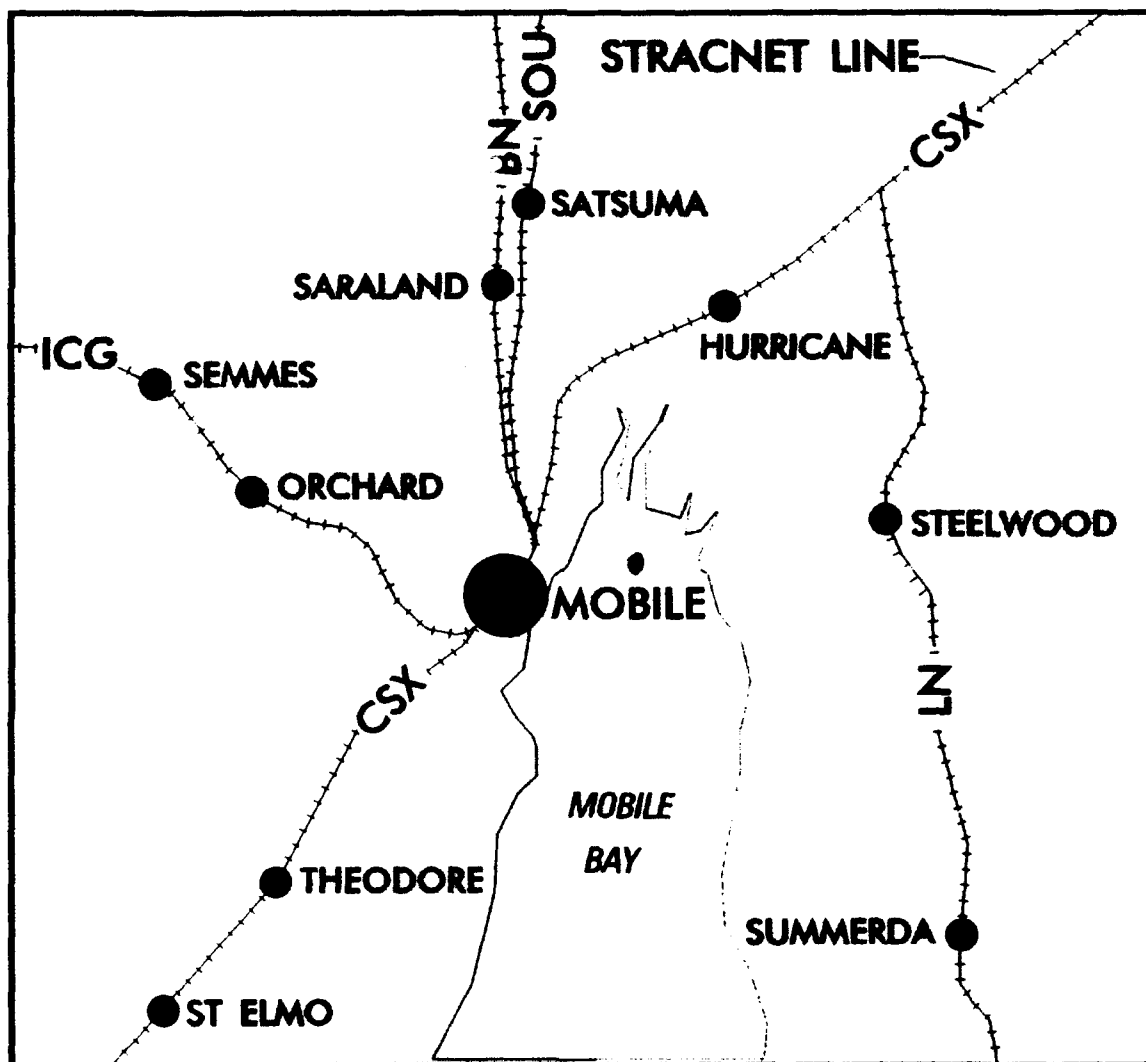 STRACNET LINE
SOU
BN
CSX
SATSUMA
SARALAND
HURRICANE
ICG
SEMMES
ORCHARD
STEELWOOD
MOBILE
CSX
LN
MOBILE
BAY
THEODORE
SUMMERDA
ST ELMO